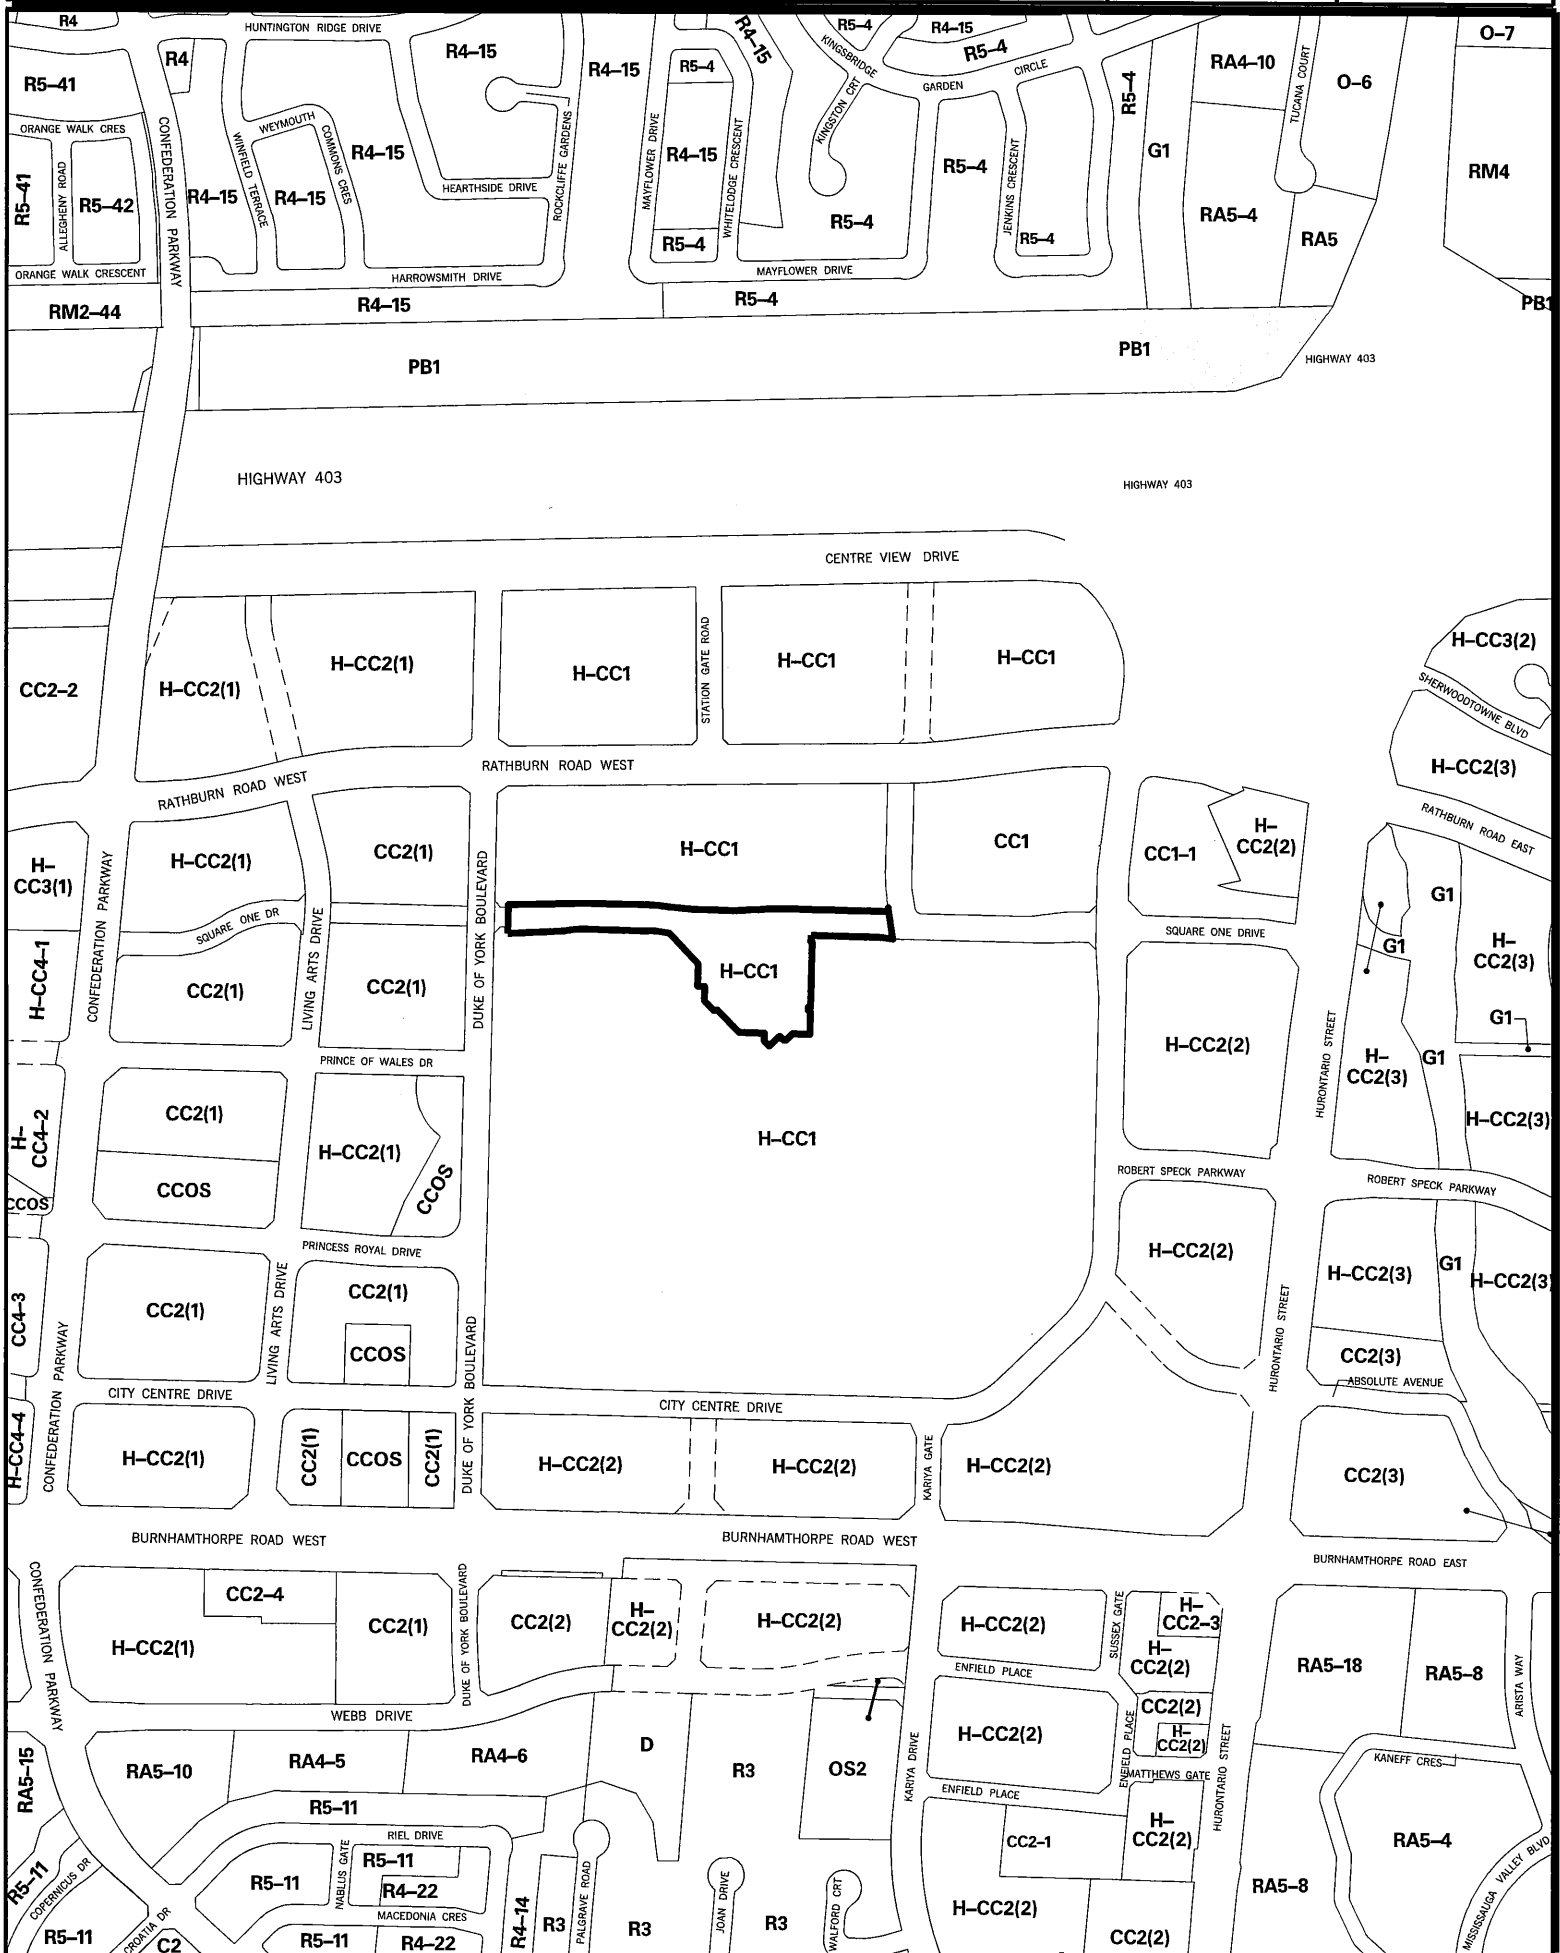 R4
HUNTINGTON RIDGE DRIVE
R4–15
R5–4
R4–15
O–7
R4
R4–15
R4–15
R5–4
KINGSBRIDGE
GARDEN
CIRCLE
R5–4
R5–4
RA4–10
TUCANA COURT
O–6
R5–41
ORANGE WALK CRES
CONFEDERATION PARKWAY
WINFIELD TERRACE
WEYMOUTH
COMMONS CRES
R4–15
ROCKCLIFFE GARDENS
MAYFLOWER DRIVE
R4–15
WHITELODGE CRESCENT
KINGSTON CRT
R5–4
JENKINS CRESCENT
G1
RM4
R5–41
ALLEGHENY ROAD
R5–42
R4–15
R4–15
HEARTHSIDE DRIVE
R5–4
R5–4
R5–4
RA5–4
RA5
ORANGE WALK CRESCENT
HARROWSMITH DRIVE
MAYFLOWER DRIVE
RM2–44
R4–15
R5–4
PB1
PB1
PB1
HIGHWAY 403
HIGHWAY 403
HIGHWAY 403
CENTRE VIEW DRIVE
CC2–2
H–CC2(1)
H–CC2(1)
H–CC1
STATION GATE ROAD
H–CC1
H–CC1
H–CC3(2)
SHERWOODTOWNE BLVD
H–CC2(3)
RATHBURN ROAD WEST
RATHBURN ROAD WEST
RATHBURN ROAD EAST
H–
CC3(1)
CONFEDERATION PARKWAY
H–CC2(1)
CC2(1)
DUKE OF YORK BOULEVARD
H–CC1
CC1
CC1–1
H–
CC2(2)
G1
SQUARE ONE DR
LIVING ARTS DRIVE
SQUARE ONE DRIVE
G1
H–
CC2(3)
H–CC4–1
CC2(1)
CC2(1)
H–CC1
G1
PRINCE OF WALES DR
H–CC2(2)
HURONTARIO STREET
H–
CC2(3)
G1
H–
CC4–2
CC2(1)
H–CC2(1)
H–CC1
H–CC2(3)
CCOS
CCOS
CCOS
ROBERT SPECK PARKWAY
ROBERT SPECK PARKWAY
PRINCESS ROYAL DRIVE
H–CC2(2)
H–CC2(3)
G1
H–CC2(3)
CC4–3
CC2(1)
LIVING ARTS DRIVE
CC2(1)
CCOS
DUKE OF YORK BOULEVARD
HURONTARIO STREET
CC2(3)
ABSOLUTE AVENUE
CONFEDERATION PARKWAY
CITY CENTRE DRIVE
CITY CENTRE DRIVE
H–CC4–4
H–CC2(1)
CC2(1)
CCOS
CC2(1)
H–CC2(2)
H–CC2(2)
KARIYA GATE
H–CC2(2)
CC2(3)
BURNHAMTHORPE ROAD WEST
BURNHAMTHORPE ROAD WEST
BURNHAMTHORPE ROAD EAST
CONFEDERATION PARKWAY
CC2–4
H–CC2(1)
CC2(1)
DUKE OF YORK BOULEVARD
CC2(2)
H–
CC2(2)
H–CC2(2)
H–CC2(2)
SUSSEX GATE
H–
CC2–3
H–
CC2(2)
RA5–18
RA5–8
ARISTA WAY
ENFIELD PLACE
WEBB DRIVE
CC2(2)
H–
CC2(2)
RA5–15
RA5–10
RA4–5
RA4–6
D
R3
OS2
KARIYA DRIVE
H–CC2(2)
ENFIELD PLACE
MATTHEWS GATE
HURONTARIO STREET
KANEFF CRES
ENFIELD PLACE
R5–11
RIEL DRIVE
CC2–1
H–
CC2(2)
RA5–4
MISSISSAUGA VALLEY BLVD
R5–11
COPERNICUS DR
R5–11
NABLUS GATE
R5–11
R4–22
RA5–8
MACEDONIA CRES
R4–14
R3
PALGRAVE ROAD
R3
JOAN DRIVE
R3
WALFORD CRT
H–CC2(2)
CC2(2)
R5–11
CROATIA DR
C2
R5–11
R4–22